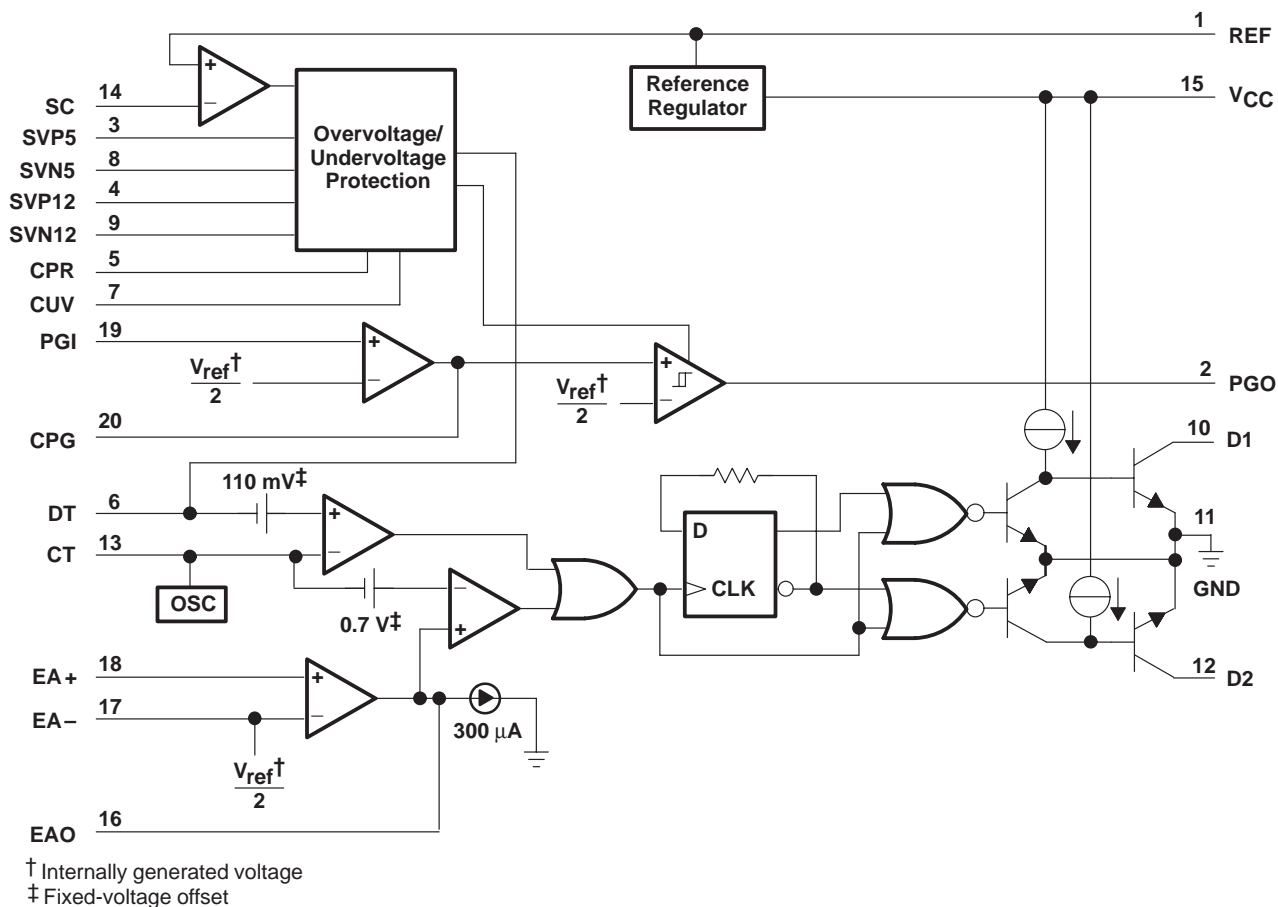 1
REF
15
VCC
Reference
Regulator
+
−
14
SC
3
SVP5
8
SVN5
4
SVP12
9
SVN12
5
CPR
7
CUV
Overvoltage/
Undervoltage
Protection
19
PGI
+
−
Vref†
2
20
CPG
+
−
Vref†
2
2
PGO
10
D1
110 mV‡
6
DT
+
13
CT
−
OSC
0.7 V‡
−
+
D
CLK
11
GND
12
D2
18
EA+
+
17
EA−
−
Vref†
2
300 µA
16
EAO
† Internally generated voltage
‡ Fixed-voltage offset